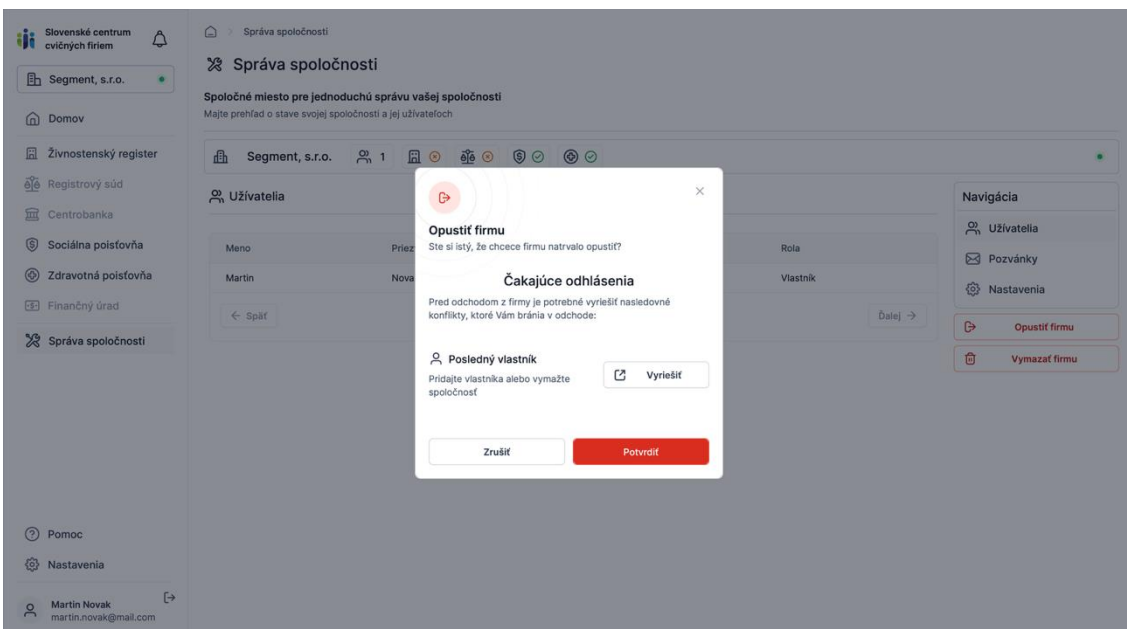 Slovenské centrum
cvičných firiem
Segment, s.r.o.
Domov
Živnostenský register
Registrový súd
Centrobanka
Sociálna poisťovňa
Zdravotná poisťovňa
Finančný úrad
Správa spoločnosti
Pomoc
Nastavenia
Martin Novak
martin.novak@mail.com
Správa spoločnosti
Správa spoločnosti
Spoločné miesto pre jednoduchú správu vašej spoločnosti
Majte prehľad o stave svojej spoločnosti a jej užívateľoch
Segment, s.r.o. 1
Užívatelia
Meno Priez Rola
Martin Nova Vlastník
Späť Ďalej
Opustiť firmu
Ste si istý, že chcece firmu natrvalo opustiť?
Čakajúce odhlásenia
Pred odchodom z firmy je potrebné vyriešiť nasledovné
konflikty, ktoré Vám bránia v odchode:
Posledný vlastník
Pridajte vlastníka alebo vymažte
spoločnosť
Vyriešiť
Zrušiť Potvrdiť
Navigácia
Užívatelia
Pozvánky
Nastavenia
Opustiť firmu
Vymazať firmu